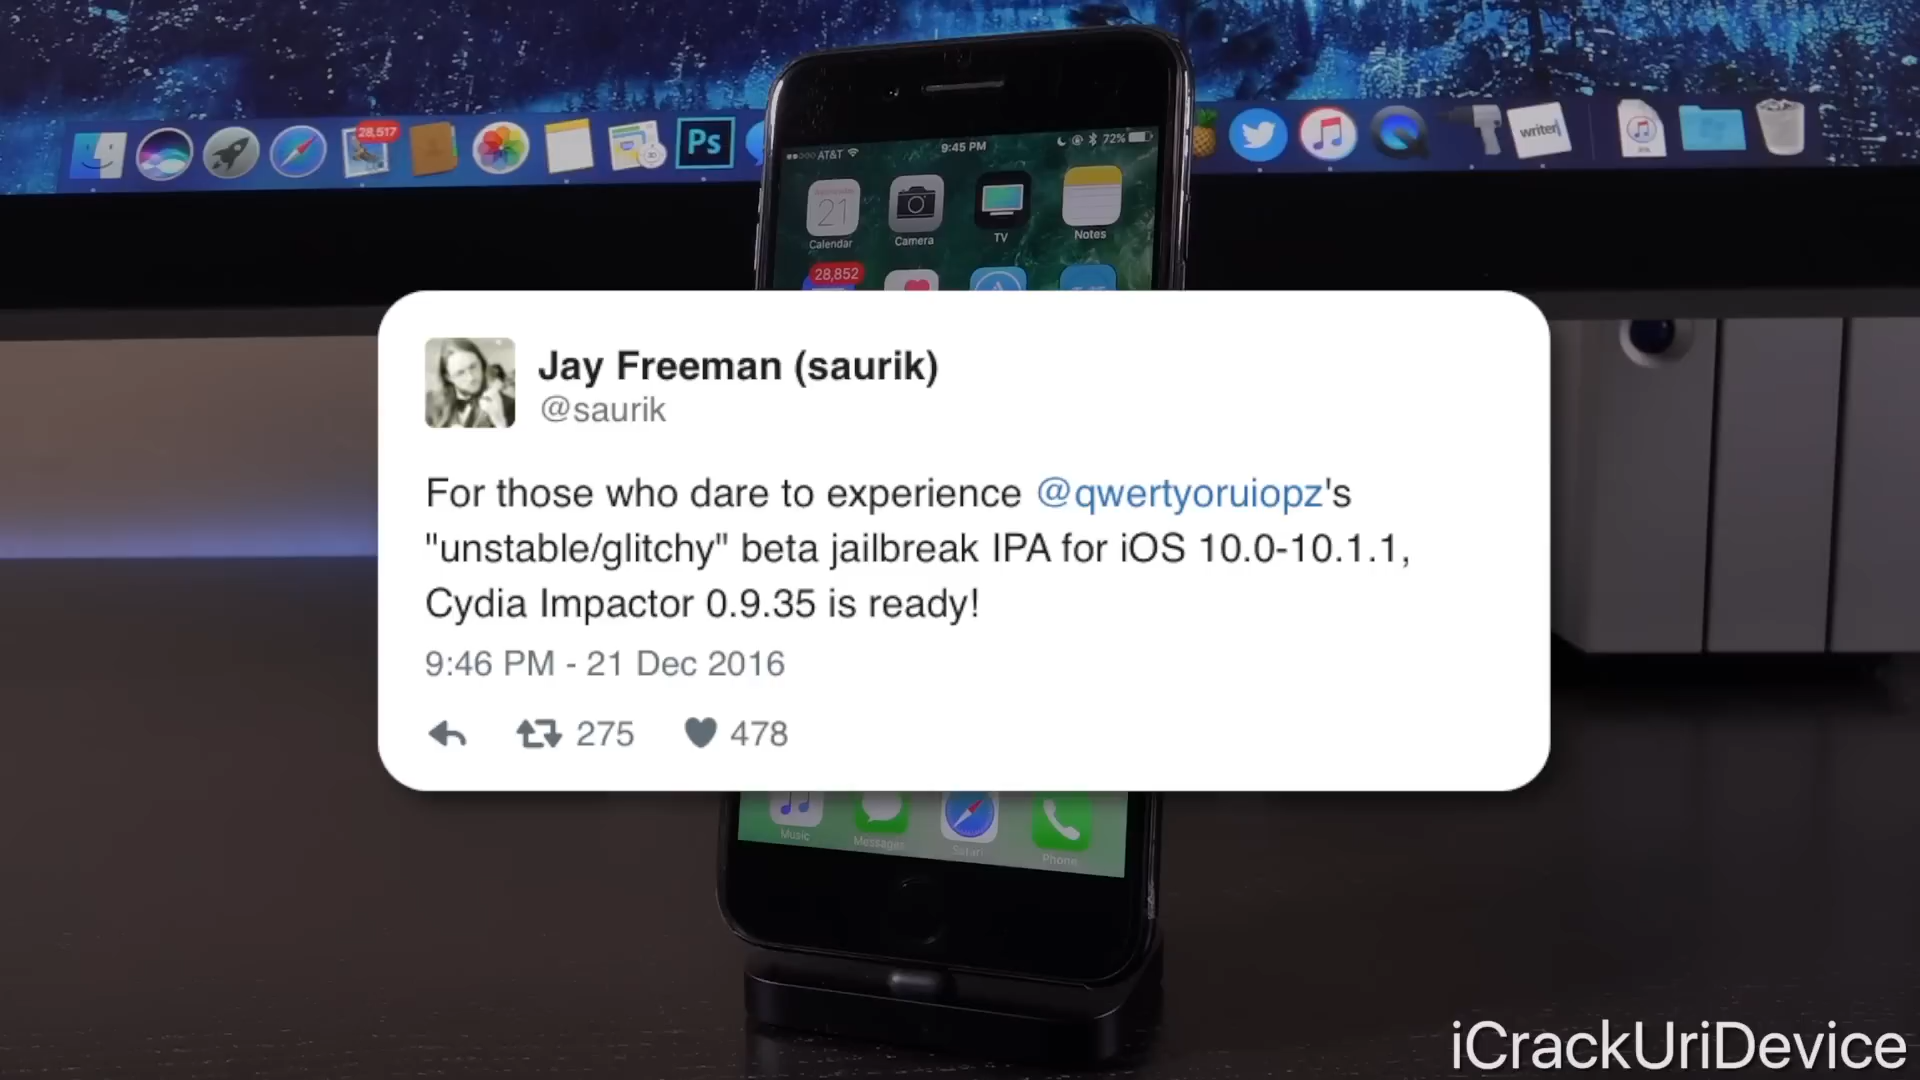 28,517
Ps
writer
AT&T
9:45 PM
72%
Wednesday
21
Calendar
Camera
TV
Notes
28,852
Jay Freeman (saurik)
@saurik
For those who dare to experience @qwertyoruiopz's
"unstable/glitchy" beta jailbreak IPA for iOS 10.0-10.1.1,
Cydia Impactor 0.9.35 is ready!
9:46 PM - 21 Dec 2016
275
478
Music
Messages
Safari
Phone
iCrackUriDevice